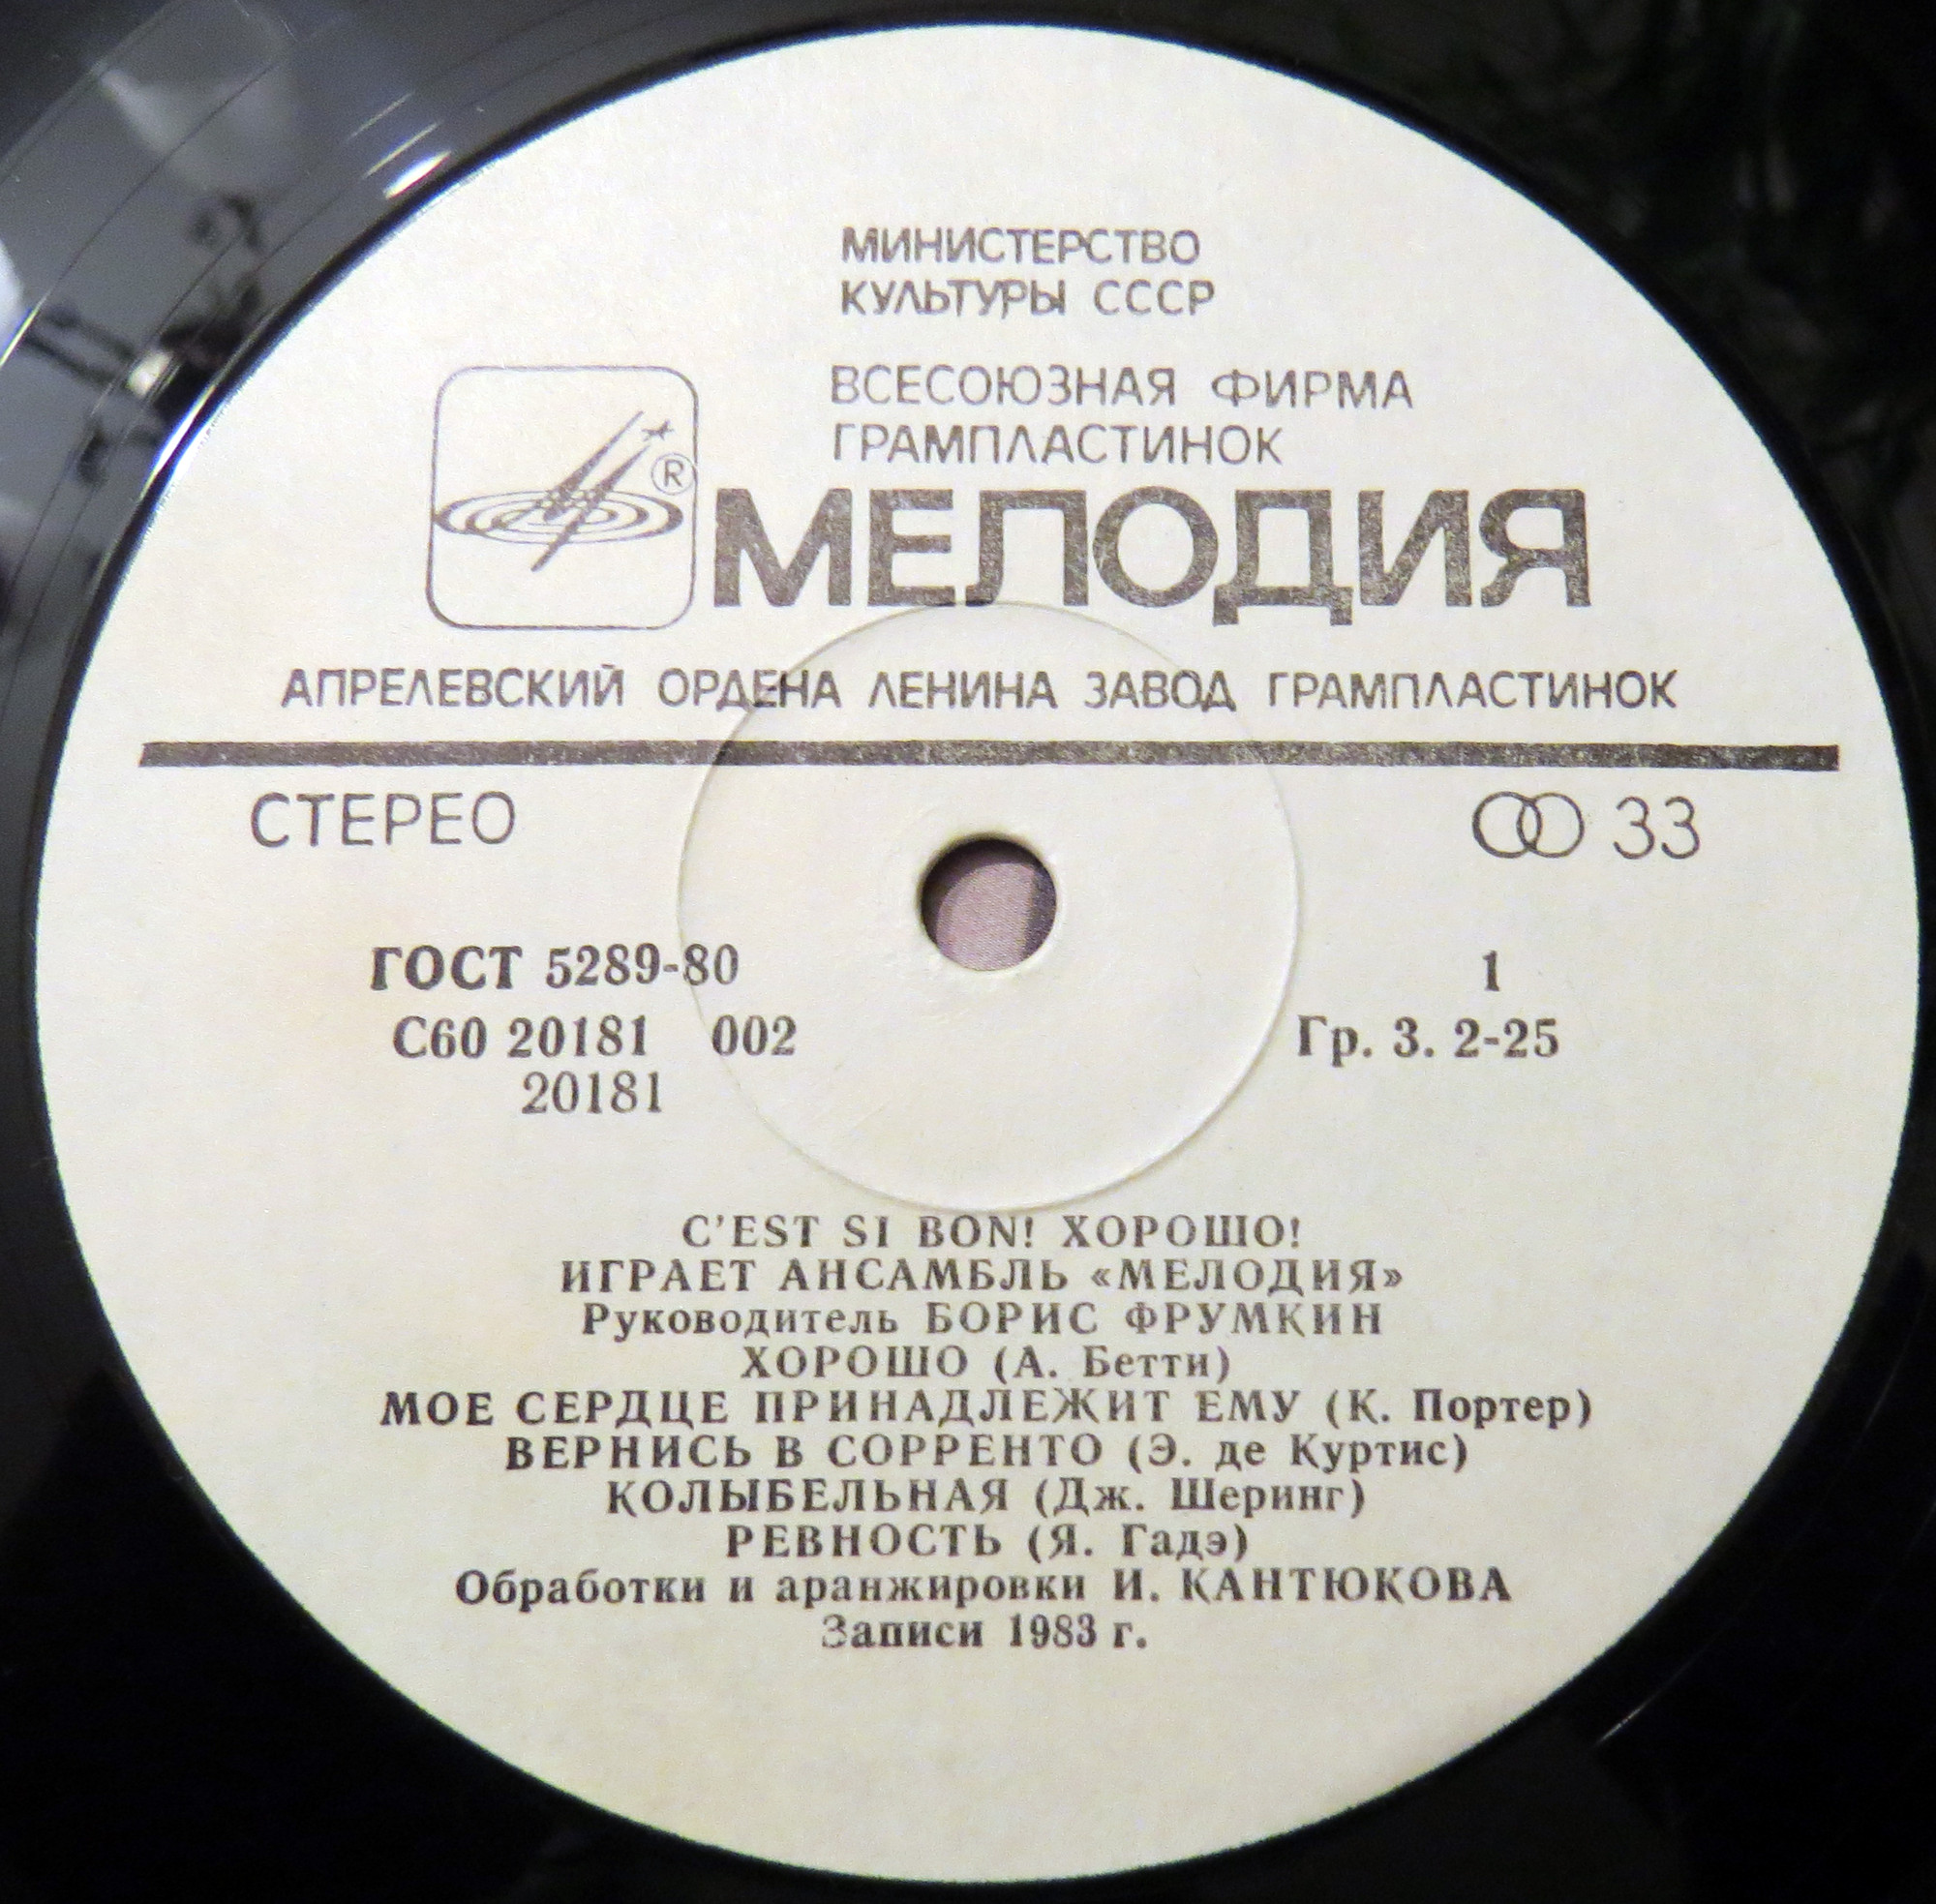 МИНИСТЕРСТВО
КУЛЬТУРЫ СССР
ВСЕСОЮЗНАЯ ФИРМА
ГРАМПЛАСТИНОК
®
МЕЛОДИЯ
АПРЕЛЕВСКИЙ ОРДЕНА ЛЕНИНА ЗАВОД ГРАМПЛАСТИНОК
СТЕРЕО
33
ГОСТ 5289-80
1
С60 20181 002
Гр. 3. 2-25
20181
C'EST SI BON! ХОРОШО!
ИГРАЕТ АНСАМБЛЬ «МЕЛОДИЯ»
Руководитель БОРИС ФРУМКИН
ХОРОШО (А. Бетти)
МОЕ СЕРДЦЕ ПРИНАДЛЕЖИТ ЕМУ (К. Портер)
ВЕРНИСЬ В СОРРЕНТО (Э. де Куртис)
КОЛЫБЕЛЬНАЯ (Дж. Шеринг)
РЕВНОСТЬ (Я. Гадэ)
Обработки и аранжировки И. КАНТЮКОВА
Записи 1983 г.